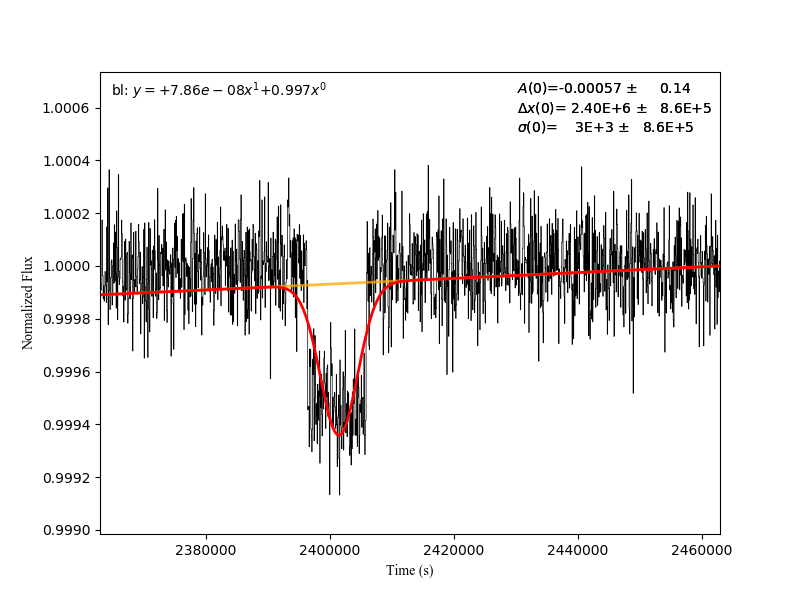 bl: y = +7.86e − 08x¹+0.997x⁰
A(0)=-0.00057 ± 0.14
Δx(0)= 2.40E+6 ± 8.6E+5
σ(0)= 3E+3 ± 8.6E+5
1.0006
1.0004
1.0002
1.0000
0.9998
0.9996
0.9994
0.9992
0.9990
Normalized Flux
2380000 2400000 2420000 2440000 2460000
Time (s)